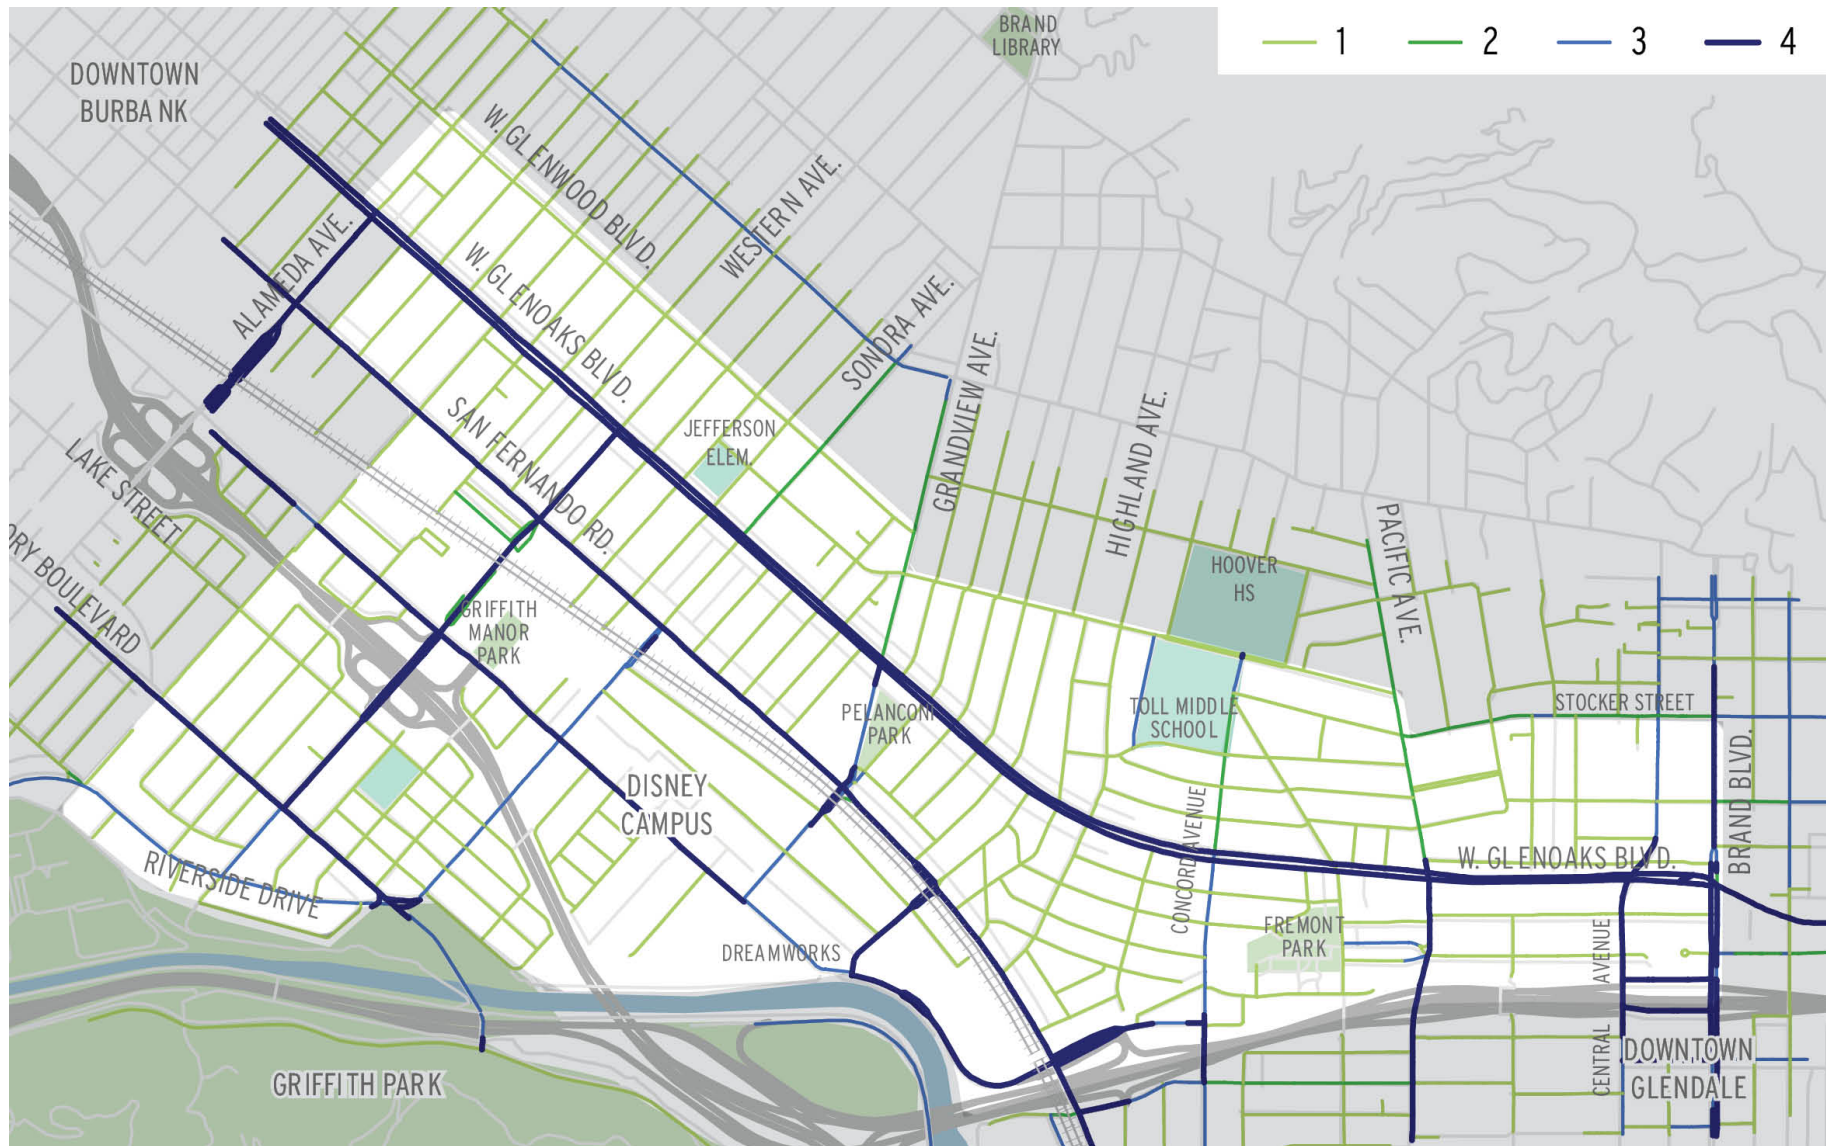 1 2 3 4
BRAND
LIBRARY
DOWNTOWN
BURBA NK
W. GLENWOOD BLVD.
WESTERN AVE.
ALAMEDA AVE.
W. GLENOAKS BLVD.
SONORA AVE.
GRANDVIEW AVE.
HIGHLAND AVE.
SAN FERNANDO RD.
JEFFERSON
ELEM.
LAKE STREET
PACIFIC AVE.
HOOVER
HS
ORY BOULEVARD
GRIFFITH
MANOR
PARK
PELANCONI
PARK
TOLL MIDDLE
SCHOOL
STOCKER STREET
BRAND BLVD.
DISNEY
CAMPUS
CONCORD AVENUE
W. GLENOAKS BLVD.
RIVERSIDE DRIVE
FREMONT
PARK
DREAMWORKS
CENTRAL AVENUE
DOWNTOWN
GLENDALE
GRIFFITH PARK